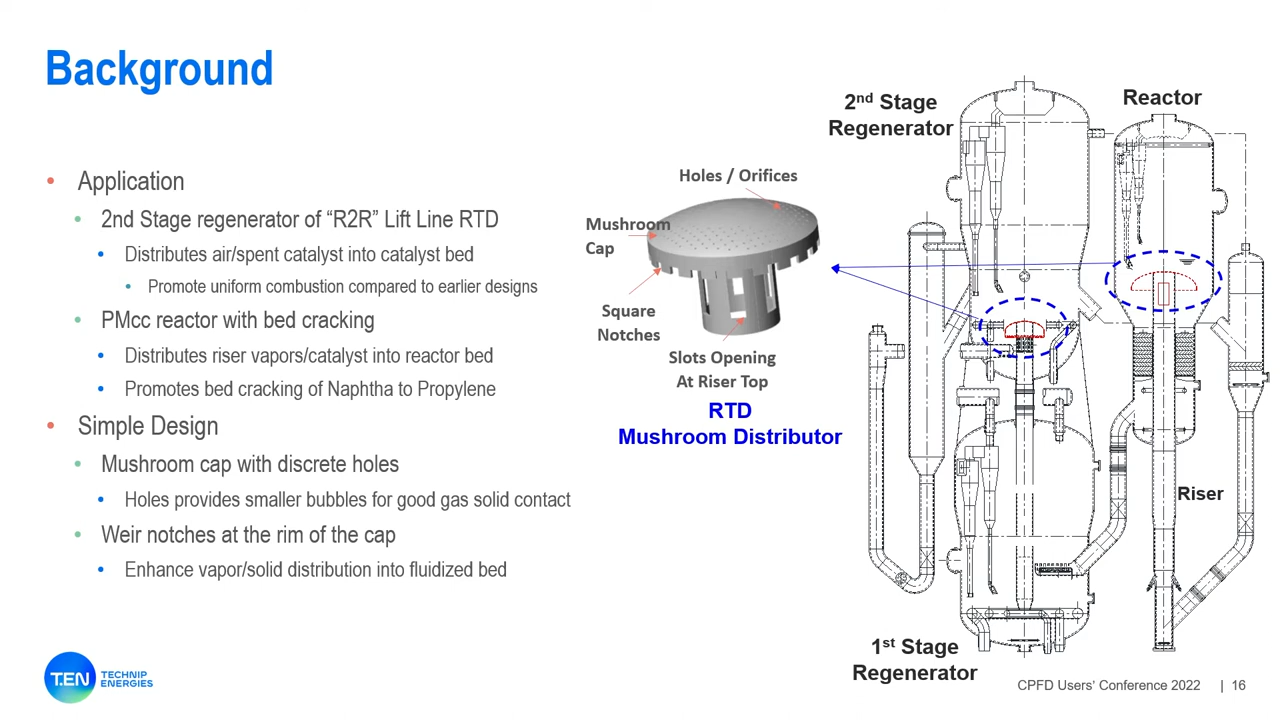 Background
• Application
• 2nd Stage regenerator of “R2R” Lift Line RTD
• Distributes air/spent catalyst into catalyst bed
• Promote uniform combustion compared to earlier designs
• PMcc reactor with bed cracking
• Distributes riser vapors/catalyst into reactor bed
• Promotes bed cracking of Naphtha to Propylene
• Simple Design
• Mushroom cap with discrete holes
• Holes provides smaller bubbles for good gas solid contact
• Weir notches at the rim of the cap
• Enhance vapor/solid distribution into fluidized bed
Holes / Orifices
Mushroom
Cap
Square
Notches
Slots Opening
At Riser Top
RTD
Mushroom Distributor
2nd Stage
Regenerator
Reactor
Riser
1st Stage
Regenerator
T.EN
TECHNIP
ENERGIES
CPFD Users’ Conference 2022 | 16